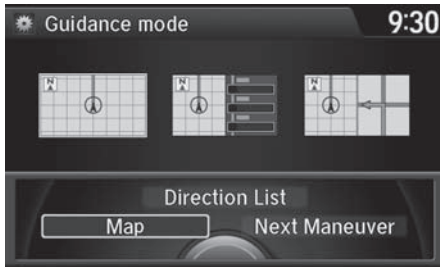 Guidance mode 9:30
N N N
Direction List
Map Next Maneuver